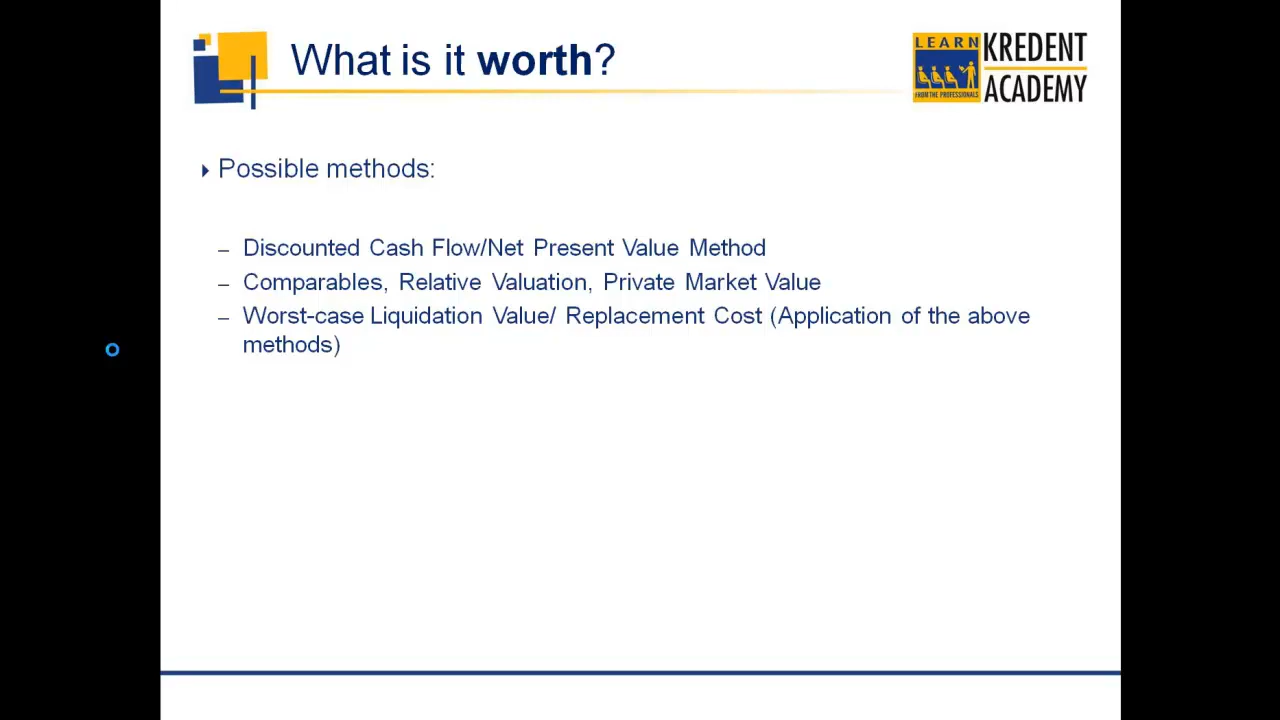 What is it worth?
LEARN
FROM THE PROFESSIONALS
KREDENT
ACADEMY
Possible methods:
– Discounted Cash Flow/Net Present Value Method
– Comparables, Relative Valuation, Private Market Value
– Worst-case Liquidation Value/ Replacement Cost (Application of the above
methods)